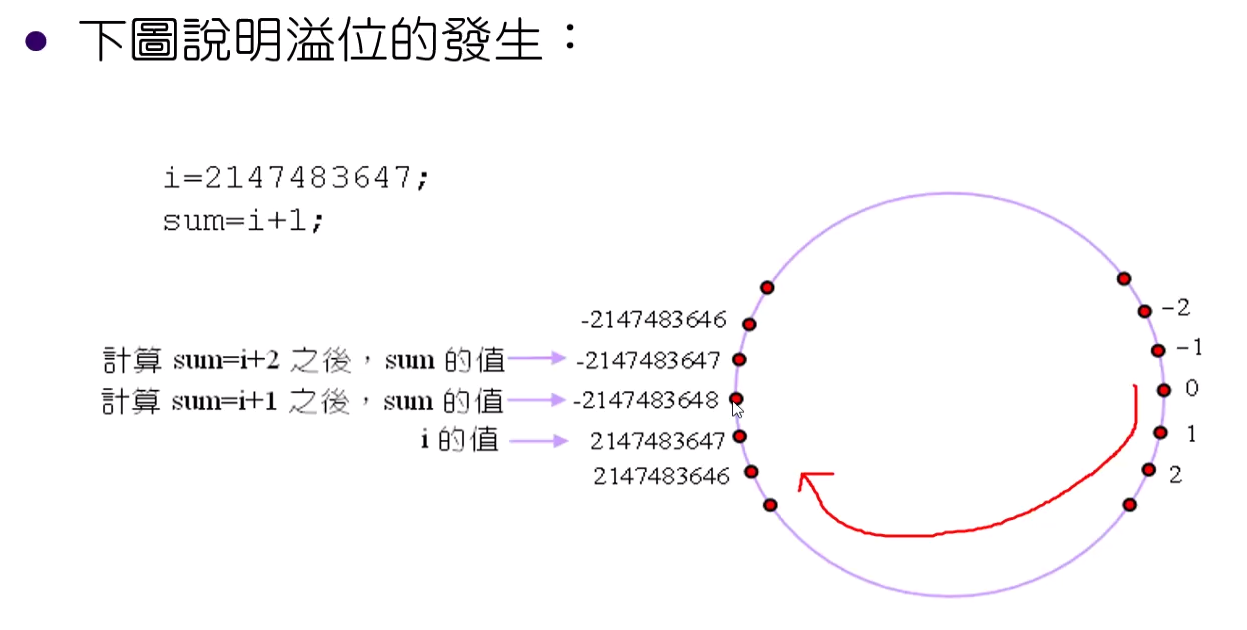 ● 下圖說明溢位的發生：
i=2147483647;
sum=i+1;
-2147483646
計算 sum=i+2 之後，sum 的值 -2147483647
計算 sum=i+1 之後，sum 的值 -2147483648
i 的值 2147483647
2147483646
-2
-1
0
1
2